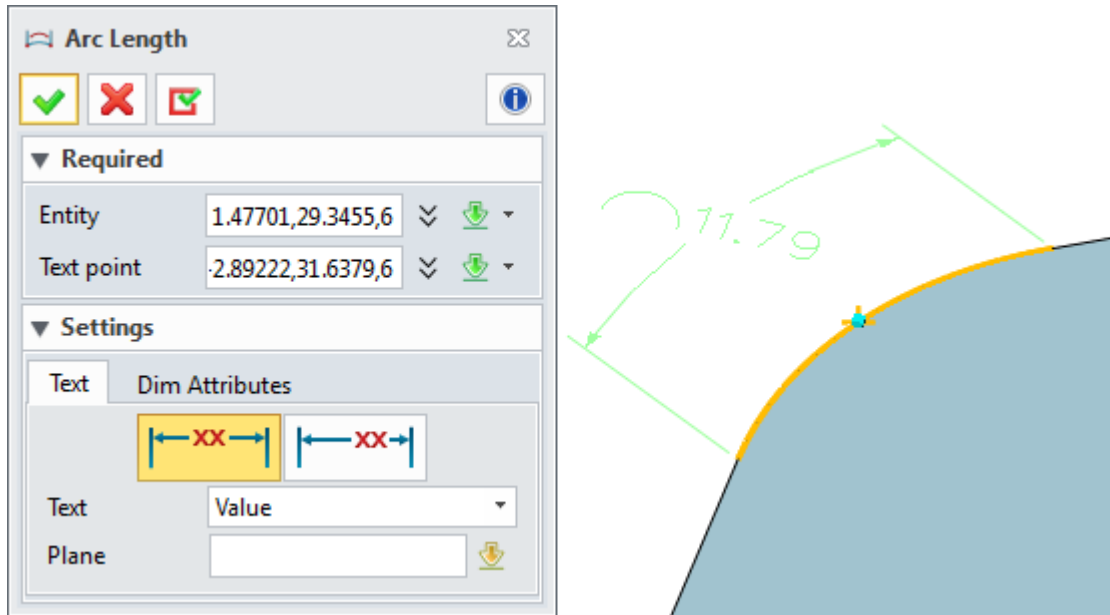 Arc Length
Required
Entity 1.47701,29.3455,6
Text point -2.89222,31.6379,6
Settings
Text Dim Attributes
XX XX
Text Value
Plane
11.79